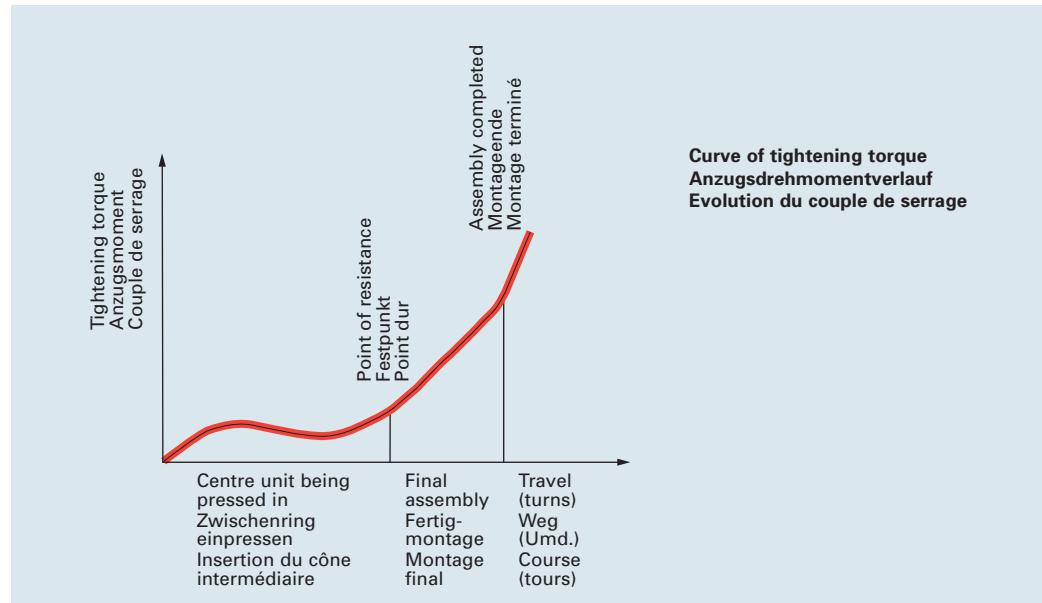 Curve of tightening torque
Anzugsdrehmomentverlauf
Evolution du couple de serrage
Tightening torque
Anzugsmoment
Couple de serrage
Point of resistance
Festpunkt
Point dur
Assembly completed
Montageende
Montage terminé
Centre unit being
pressed in
Zwischenring
einpressen
Insertion du cône
intermédiaire
Final
assembly
Fertig-
montage
Montage
final
Travel
(turns)
Weg
(Umd.)
Course
(tours)